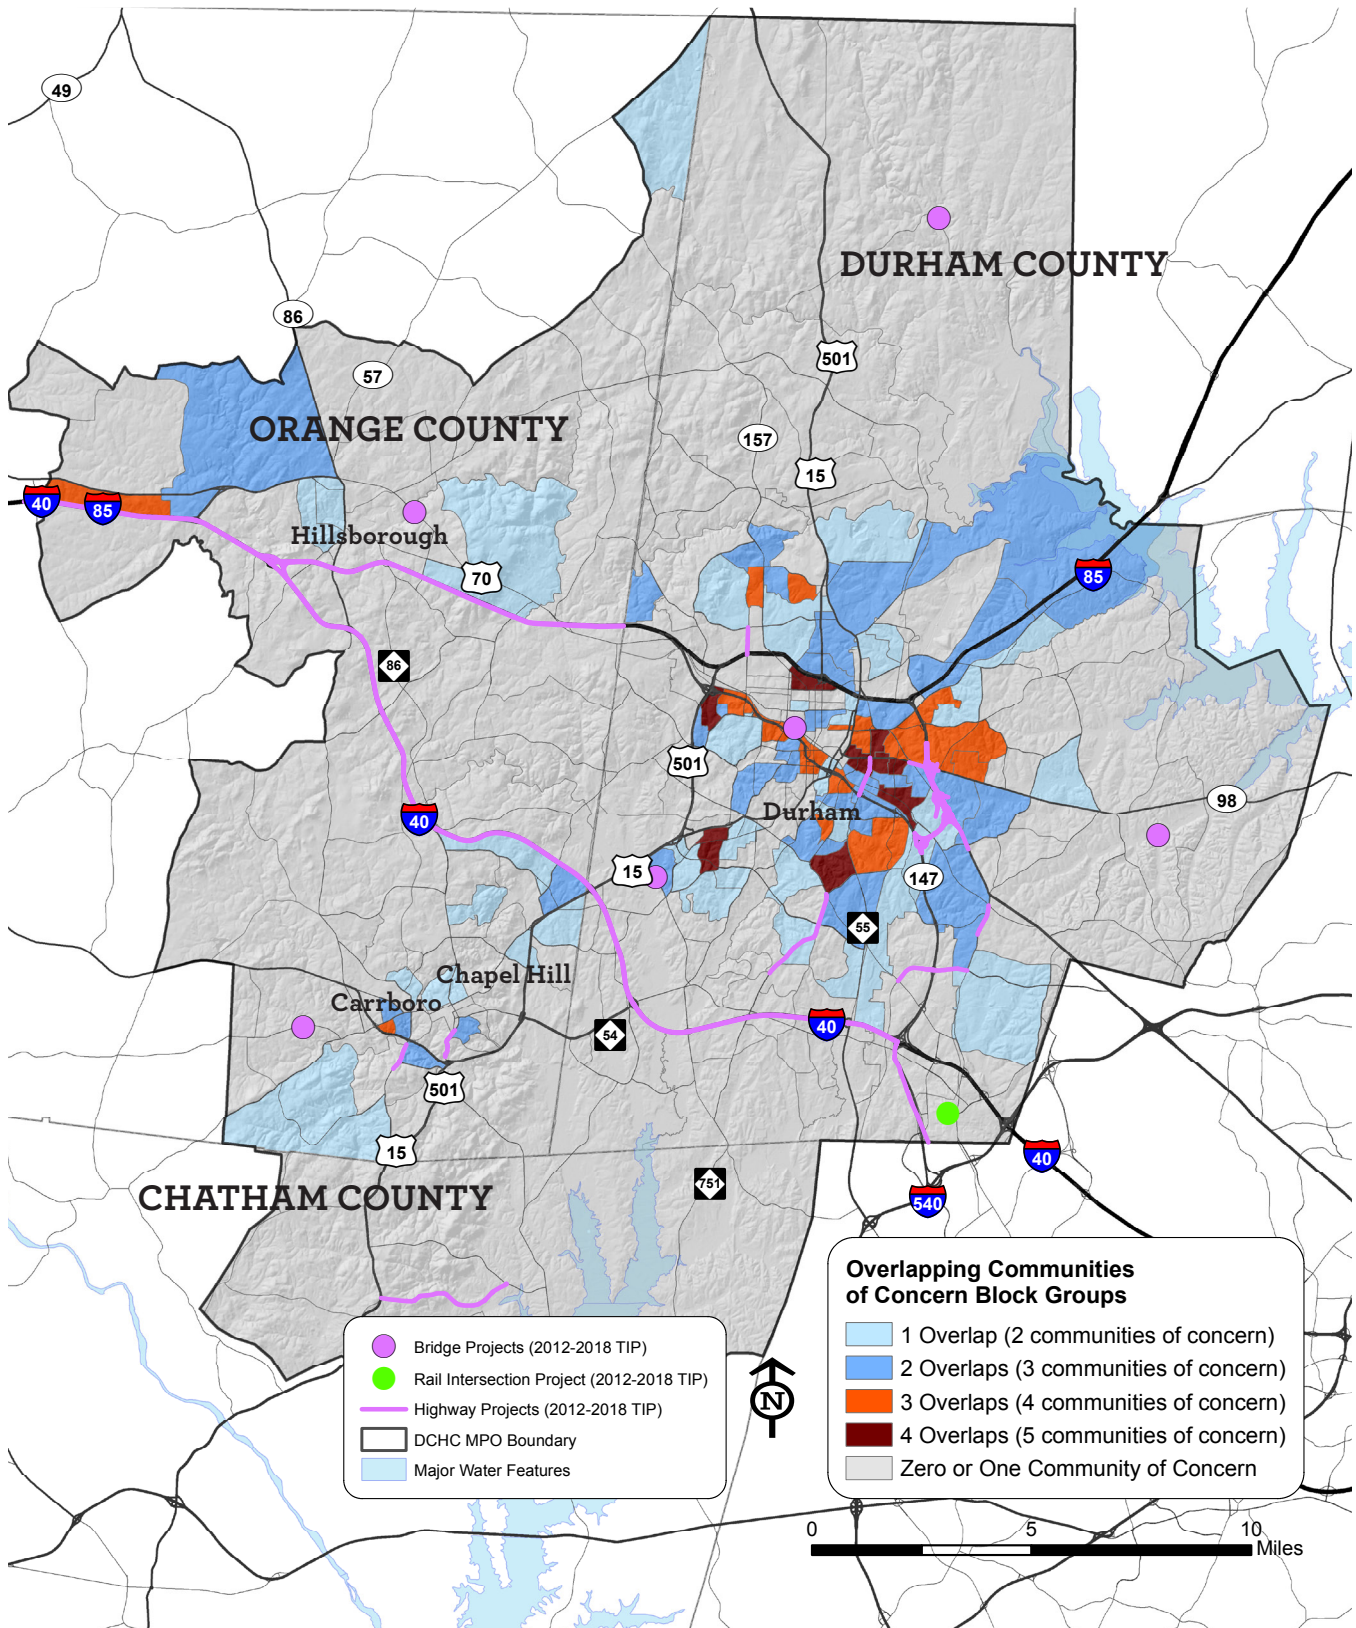 49
DURHAM COUNTY
86
501
57
ORANGE COUNTY
157
15
40
85
Hillsborough
70
85
86
501
98
40
Durham
15
147
55
Chapel Hill
Carrboro
54
40
501
15
40
751
CHATHAM COUNTY
540
Overlapping Communities
of Concern Block Groups
1 Overlap (2 communities of concern)
2 Overlaps (3 communities of concern)
3 Overlaps (4 communities of concern)
4 Overlaps (5 communities of concern)
Zero or One Community of Concern
Bridge Projects (2012-2018 TIP)
Rail Intersection Project (2012-2018 TIP)
Highway Projects (2012-2018 TIP)
DCHC MPO Boundary
Major Water Features
N
0 5 10
Miles